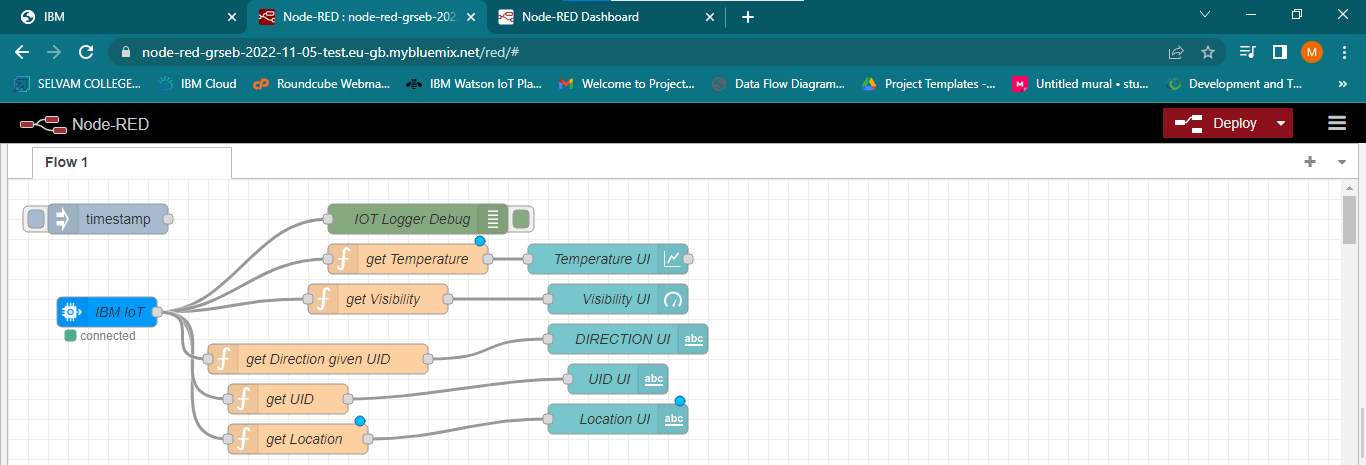 IBM
Node-RED : node-red-grseb-202
Node-RED Dashboard
node-red-grseb-2022-11-05-test.eu-gb.mybluemix.net/red/#
M
SELVAM COLLEGE...
IBM Cloud
cP Roundcube Webma...
IBM Watson IoT Pla...
Welcome to Project...
Data Flow Diagram...
Project Templates -...
Untitled mural • stu...
Development and T...
»
Node-RED
Deploy
Flow 1
timestamp
IOT Logger Debug
get Temperature
Temperature UI
get Visibility
Visibility UI
IBM IoT
connected
DIRECTION UI
abc
get Direction given UID
UID UI
abc
get UID
Location UI
abc
get Location